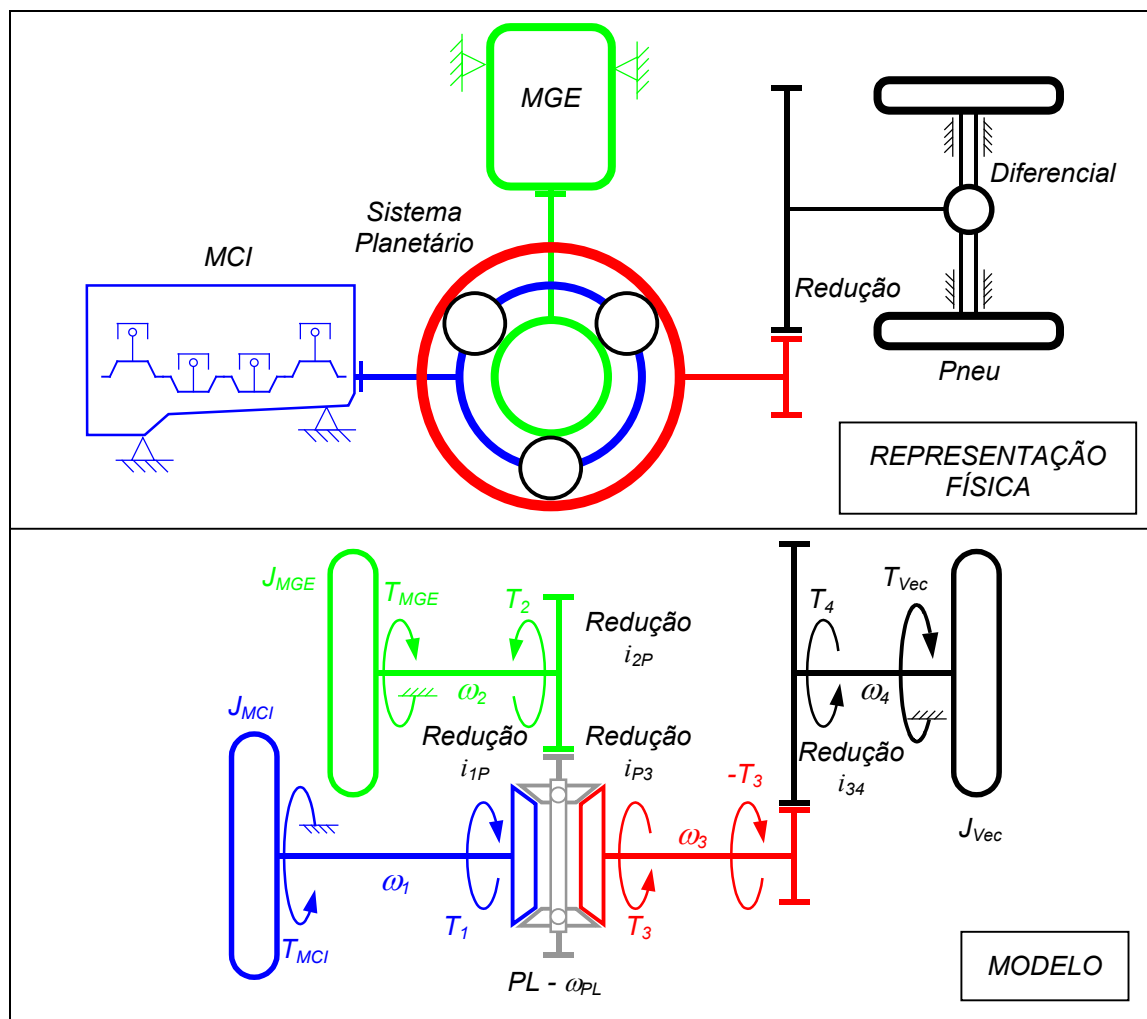 MGE
Sistema
Planetário
MCI
Diferencial
Redução
Pneu
REPRESENTAÇÃO
FÍSICA
J_MGE
T_MGE
T_2
Redução
i_2P
T_4
T_Vec
ω_2
ω_4
J_MCI
Redução
i_1P
Redução
i_P3
Redução
i_34
-T_3
J_Vec
ω_3
ω_1
T_1
T_3
T_MCI
PL - ω_PL
MODELO